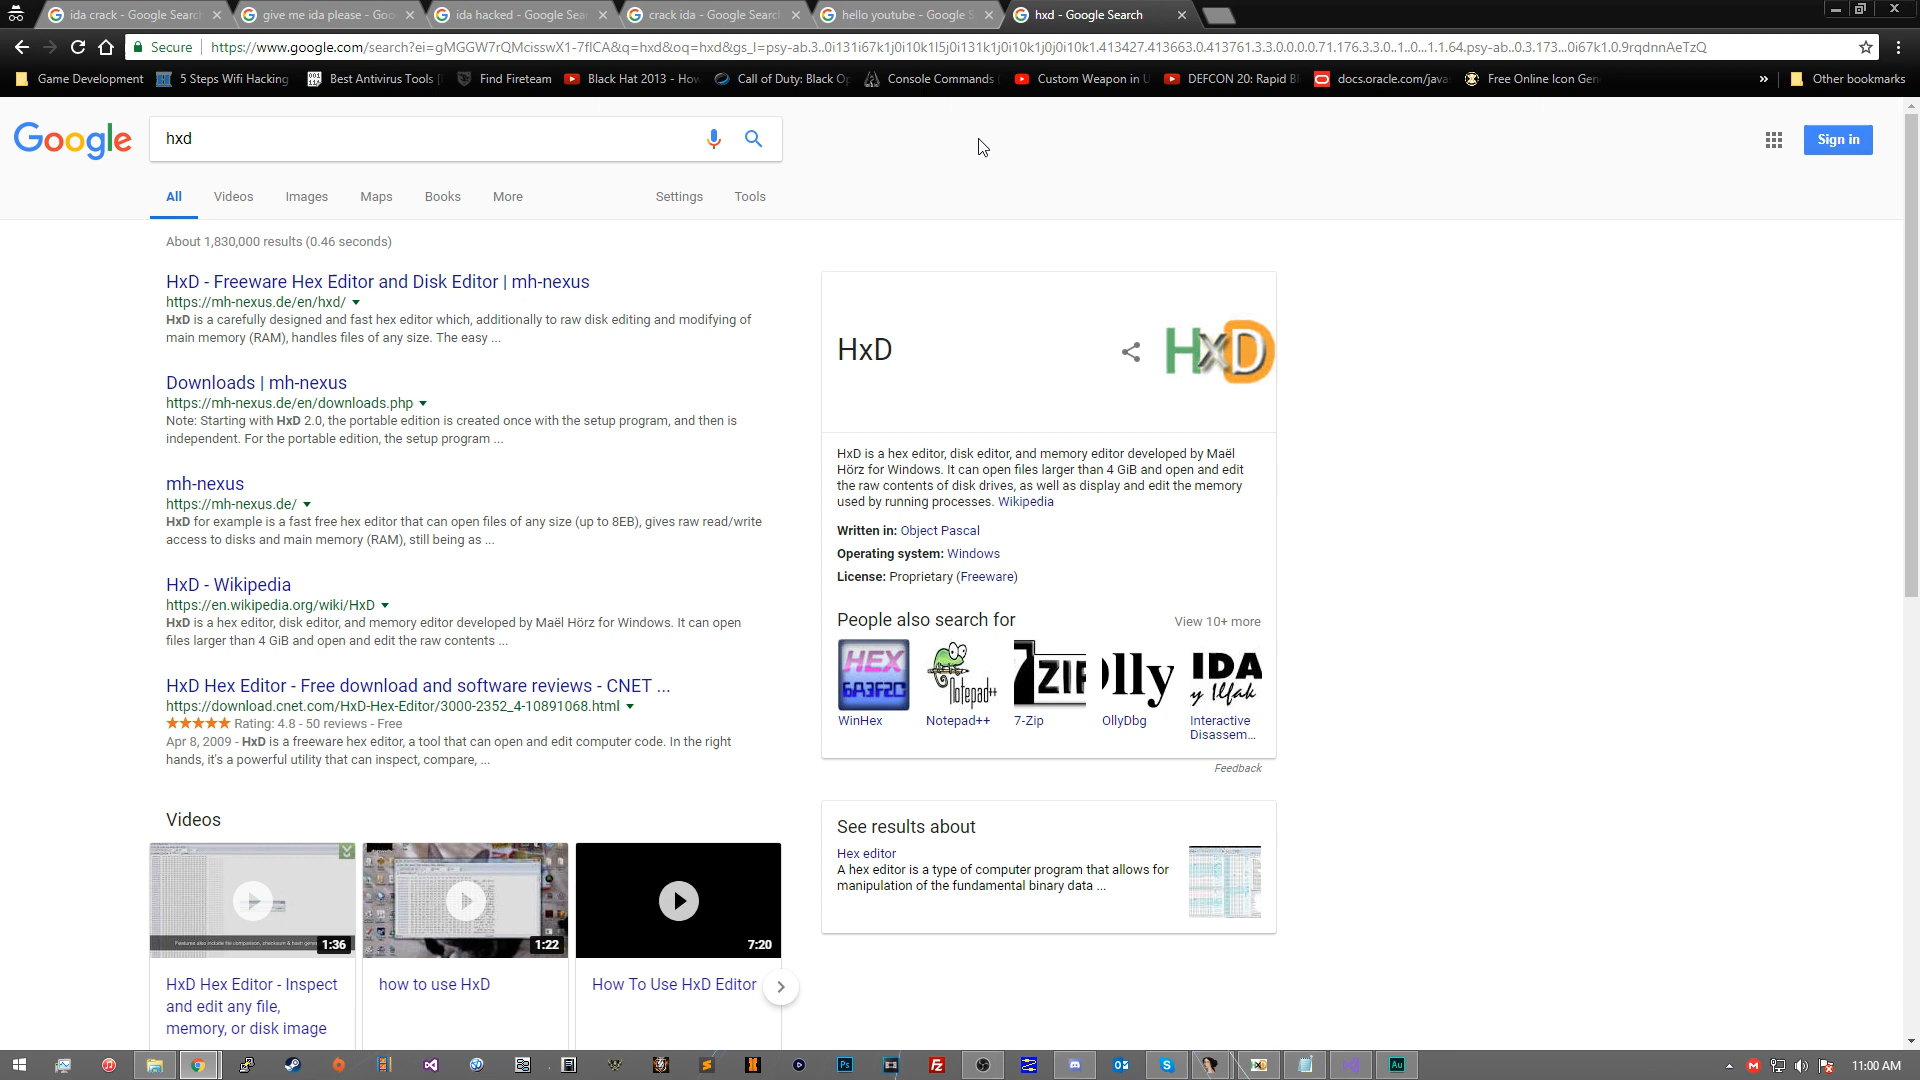 ida crack - Google Search
give me ida please - Goo
ida hacked - Google Sea
crack ida - Google Search
hello youtube - Google S
hxd - Google Search
Secure
https://www.google.com/search?ei=gMGGW7rQMcisswX1-7flCA&q=hxd&oq=hxd&gs_l=psy-ab.3..0i131i67k1j0i10k1l5j0i131k1j0i10k1j0j0i10k1.413427.413663.0.413761.3.3.0.0.0.0.71.176.3.3.0..1..0...1.1.64.psy-ab..0.3.173...0i67k1.0.9rqdnnAeTzQ
Game Development
5 Steps Wifi Hacking
Best Antivirus Tools [
Find Fireteam
Black Hat 2013 - Hov
Call of Duty: Black Op
Console Commands
Custom Weapon in U
DEFCON 20: Rapid Bl
docs.oracle.com/java
Free Online Icon Gen
»
Other bookmarks
Google
hxd
Sign in
All
Videos
Images
Maps
Books
More
Settings
Tools
About 1,830,000 results (0.46 seconds)
HxD - Freeware Hex Editor and Disk Editor | mh-nexus
https://mh-nexus.de/en/hxd/
HxD is a carefully designed and fast hex editor which, additionally to raw disk editing and modifying of
main memory (RAM), handles files of any size. The easy ...
Downloads | mh-nexus
https://mh-nexus.de/en/downloads.php
Note: Starting with HxD 2.0, the portable edition is created once with the setup program, and then is
independent. For the portable edition, the setup program ...
mh-nexus
https://mh-nexus.de/
HxD for example is a fast free hex editor that can open files of any size (up to 8EB), gives raw read/write
access to disks and main memory (RAM), still being as ...
HxD - Wikipedia
https://en.wikipedia.org/wiki/HxD
HxD is a hex editor, disk editor, and memory editor developed by Maël Hörz for Windows. It can open
files larger than 4 GiB and open and edit the raw contents ...
HxD Hex Editor - Free download and software reviews - CNET ...
https://download.cnet.com/HxD-Hex-Editor/3000-2352_4-10891068.html
Rating: 4.8 - 50 reviews - Free
Apr 8, 2009 - HxD is a freeware hex editor, a tool that can open and edit computer code. In the right
hands, it's a powerful utility that can inspect, compare, ...
Videos
Features also include file comparison, checksum & hash
1:36
1:22
7:20
HxD Hex Editor - Inspect
and edit any file,
memory, or disk image
how to use HxD
How To Use HxD Editor
HxD
HxD
HxD is a hex editor, disk editor, and memory editor developed by Maël
Hörz for Windows. It can open files larger than 4 GiB and open and edit
the raw contents of disk drives, as well as display and edit the memory
used by running processes. Wikipedia
Written in: Object Pascal
Operating system: Windows
License: Proprietary (Freeware)
People also search for
View 10+ more
HEX
6A3F2C
Notepad++
7ZIP
Olly
IDA
y Ilfak
WinHex
Notepad++
7-Zip
OllyDbg
Interactive
Disassem...
Feedback
See results about
Hex editor
A hex editor is a type of computer program that allows for
manipulation of the fundamental binary data ...
Ps
Fz
Au
11:00 AM